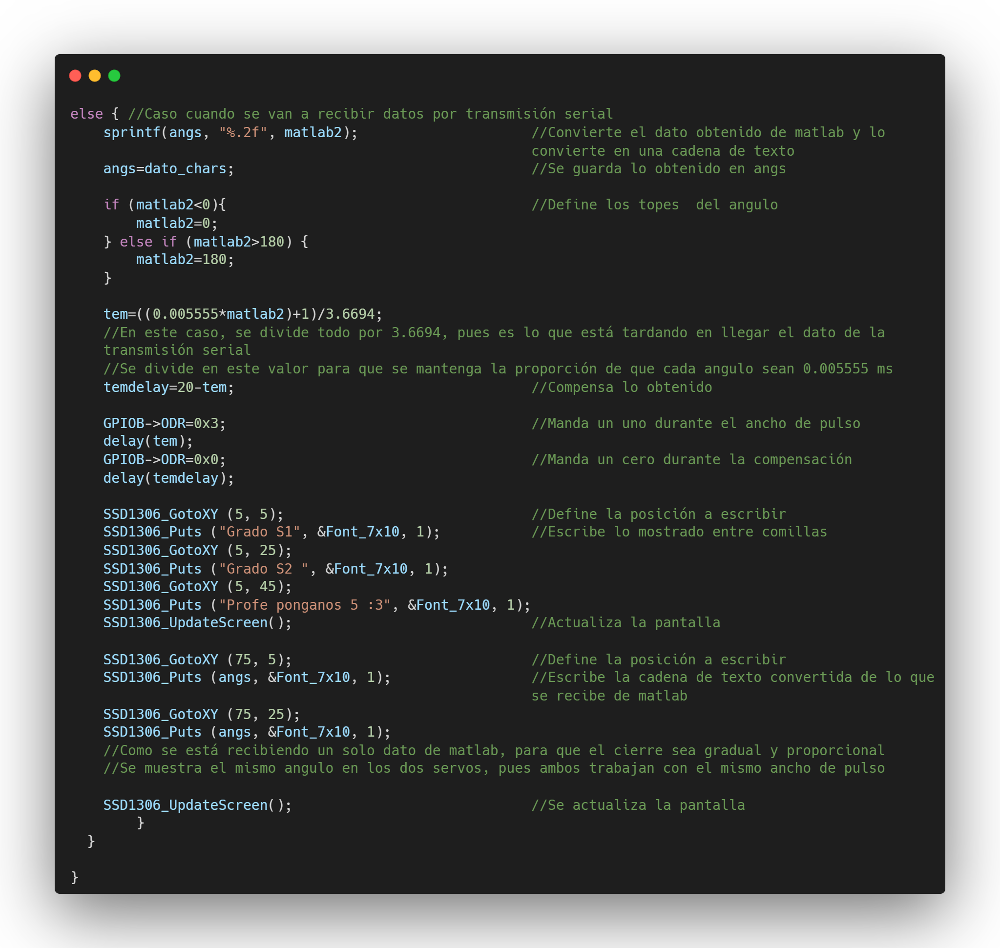 else { //Caso cuando se van a recibir datos por transmisión serial
    sprintf(angs, "%.2f", matlab2);                     //Convierte el dato obtenido de matlab y lo
                                                        convierte en una cadena de texto
    angs=dato_chars;                                    //Se guarda lo obtenido en angs

    if (matlab2<0){                                     //Define los topes  del angulo
        matlab2=0;
    } else if (matlab2>180) {
        matlab2=180;
    }

    tem=((0.005555*matlab2)+1)/3.6694;
    //En este caso, se divide todo por 3.6694, pues es lo que está tardando en llegar el dato de la
    transmisión serial
    //Se divide en este valor para que se mantenga la proporción de que cada angulo sean 0.005555 ms
    temdelay=20-tem;                                    //Compensa lo obtenido

    GPIOB->ODR=0x3;                                     //Manda un uno durante el ancho de pulso
    delay(tem);
    GPIOB->ODR=0x0;                                     //Manda un cero durante la compensación
    delay(temdelay);

    SSD1306_GotoXY (5, 5);                              //Define la posición a escribir
    SSD1306_Puts ("Grado S1", &Font_7x10, 1);           //Escribe lo mostrado entre comillas
    SSD1306_GotoXY (5, 25);
    SSD1306_Puts ("Grado S2 ", &Font_7x10, 1);
    SSD1306_GotoXY (5, 45);
    SSD1306_Puts ("Profe ponganos 5 :3", &Font_7x10, 1);
    SSD1306_UpdateScreen();                             //Actualiza la pantalla

    SSD1306_GotoXY (75, 5);                             //Define la posición a escribir
    SSD1306_Puts (angs, &Font_7x10, 1);                 //Escribe la cadena de texto convertida de lo que
                                                        se recibe de matlab
    SSD1306_GotoXY (75, 25);
    SSD1306_Puts (angs, &Font_7x10, 1);
    //Como se está recibiendo un solo dato de matlab, para que el cierre sea gradual y proporcional
    //Se muestra el mismo angulo en los dos servos, pues ambos trabajan con el mismo ancho de pulso

    SSD1306_UpdateScreen();                             //Se actualiza la pantalla
        }
  }

}